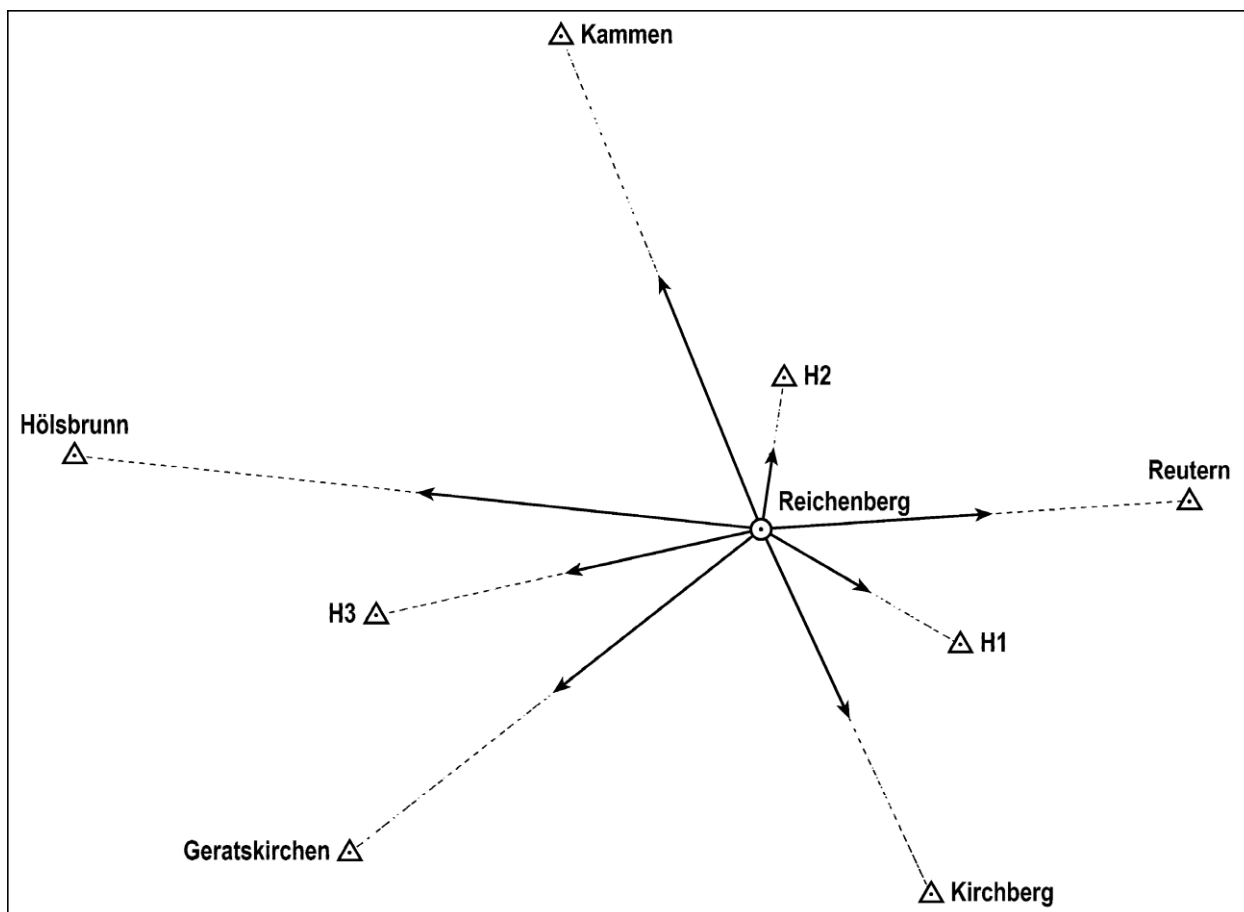 Kammen
H2
Hölsbrunn
Reutern
Reichenberg
H3
H1
Geratskirchen
Kirchberg